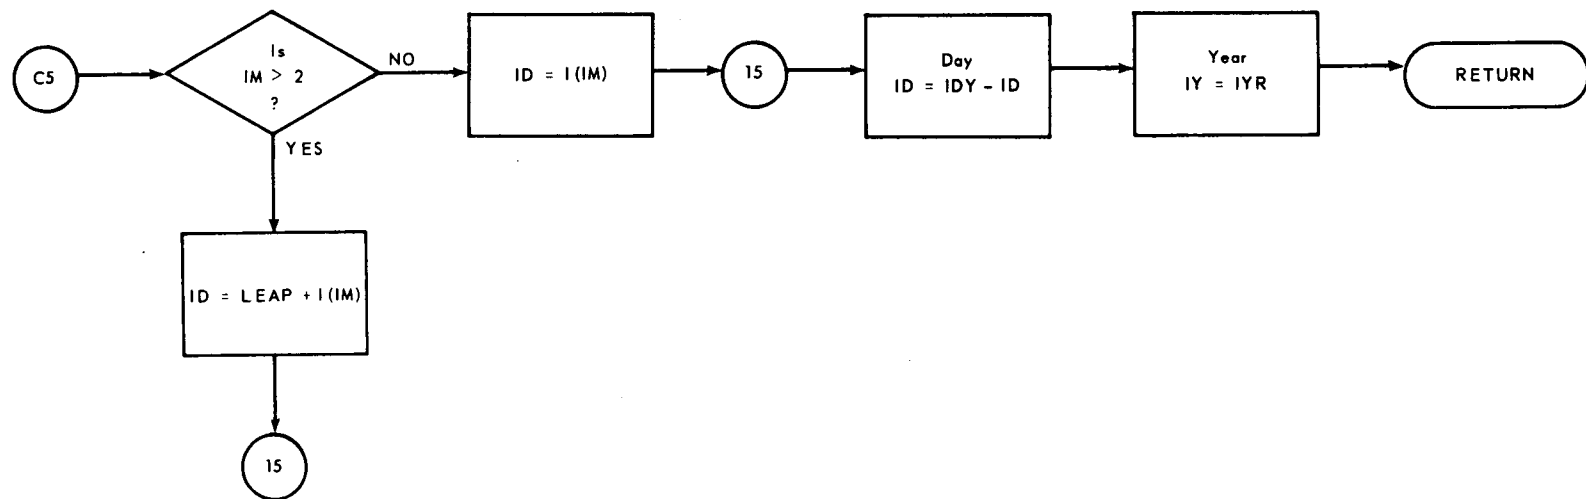 C5
Is
IM > 2
?
NO
YES
ID = I(IM)
15
Day
ID = IDY - ID
Year
IY = IYR
RETURN
ID = LEAP + I(IM)
15